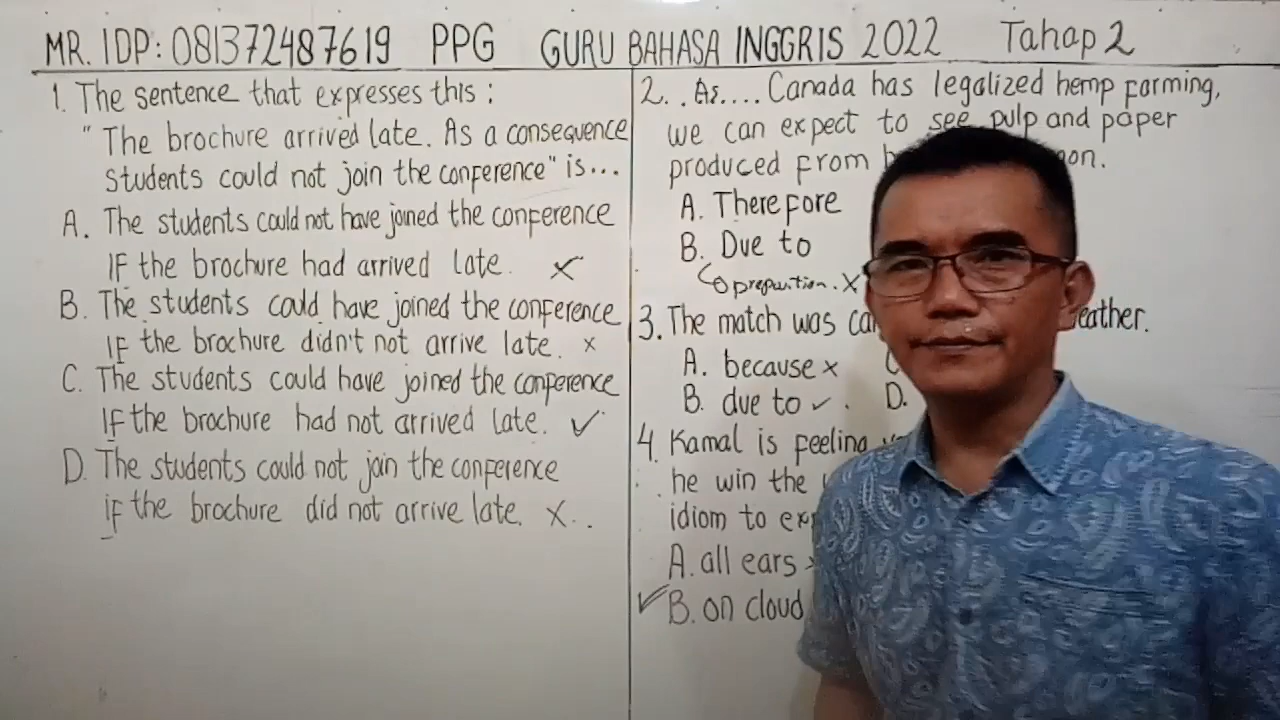 MR. IDP: 081372487619 PPG GURU BAHASA INGGRIS 2022 Tahap 2
1. The sentence that expresses this :
"The brochure arrived late. As a consequence
students could not join the conference" is...
A. The students could not have joined the conference
IF the brochure had arrived late. X
B. The students could have joined the conference
IF the brochure didn't not arrive late. x
C. The students could have joined the conference
IF the brochure had not arrived late. ✓
D. The students could not join the conference
if the brochure did not arrive late. X..
2. . As.... Canada has legalized hemp farming,
we can expect to see pulp and paper
produced from
A. Therefore
B. Due to
x
3. The match was
A. because x
B. due to ✓.
D.
4. Kamal is feeling
he win the
idiom to
A. all ears
✓ B. on cloud